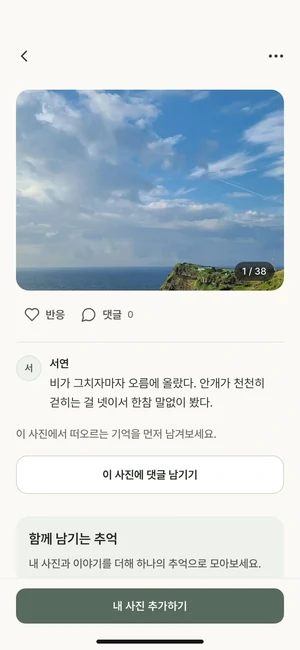 1 / 38
반응 댓글 0
서 서연
비가 그치자마자 오름에 올랐다. 안개가 천천히
걷히는 걸 넷이서 한참 말없이 봤다.
이 사진에서 떠오르는 기억을 먼저 남겨보세요.
이 사진에 댓글 남기기
함께 남기는 추억
내 사진과 이야기를 더해 하나의 추억으로 모아보세요.
내 사진 추가하기